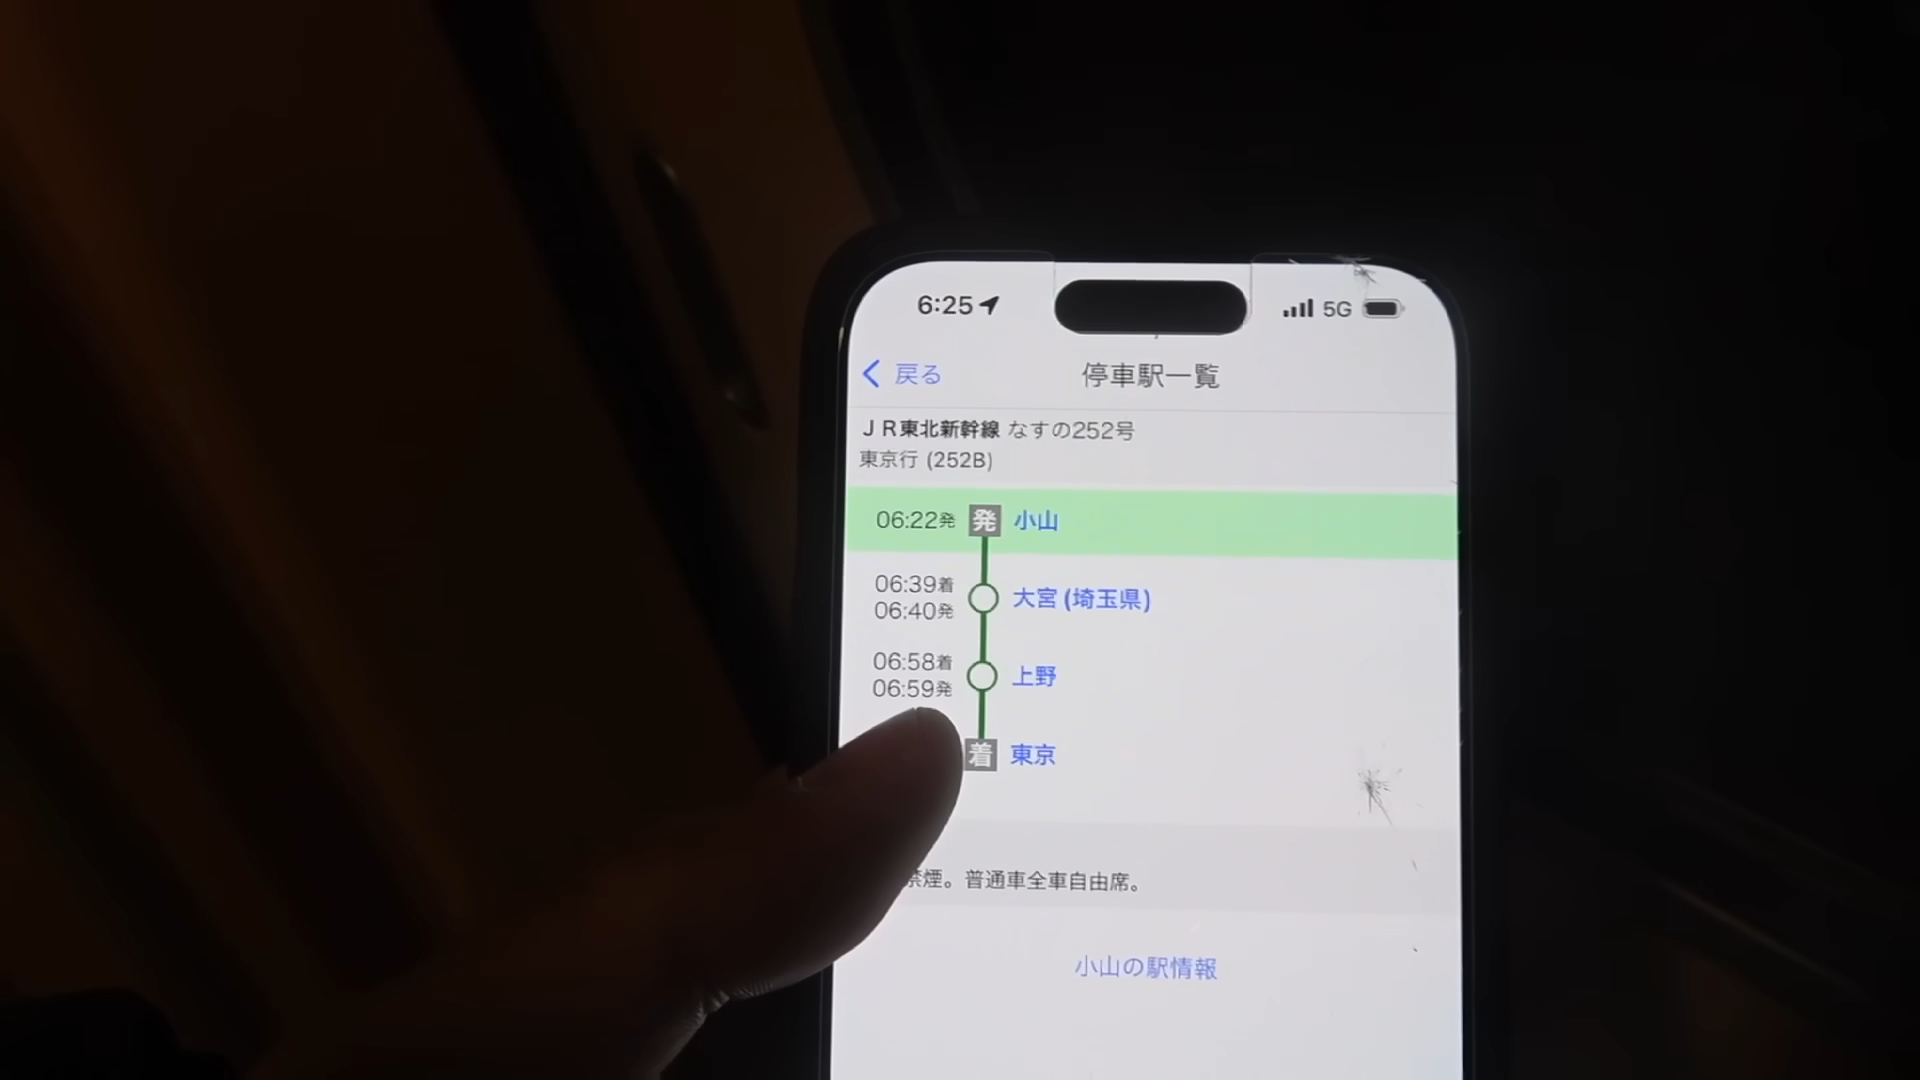 6:25
5G
戻る
停車駅一覧
ＪＲ東北新幹線 なすの252号
東京行 (252B)
06:22発 発 小山
06:39着
06:40発
大宮 (埼玉県)
06:58着
06:59発
上野
着 東京
禁煙。普通車全車自由席。
小山の駅情報